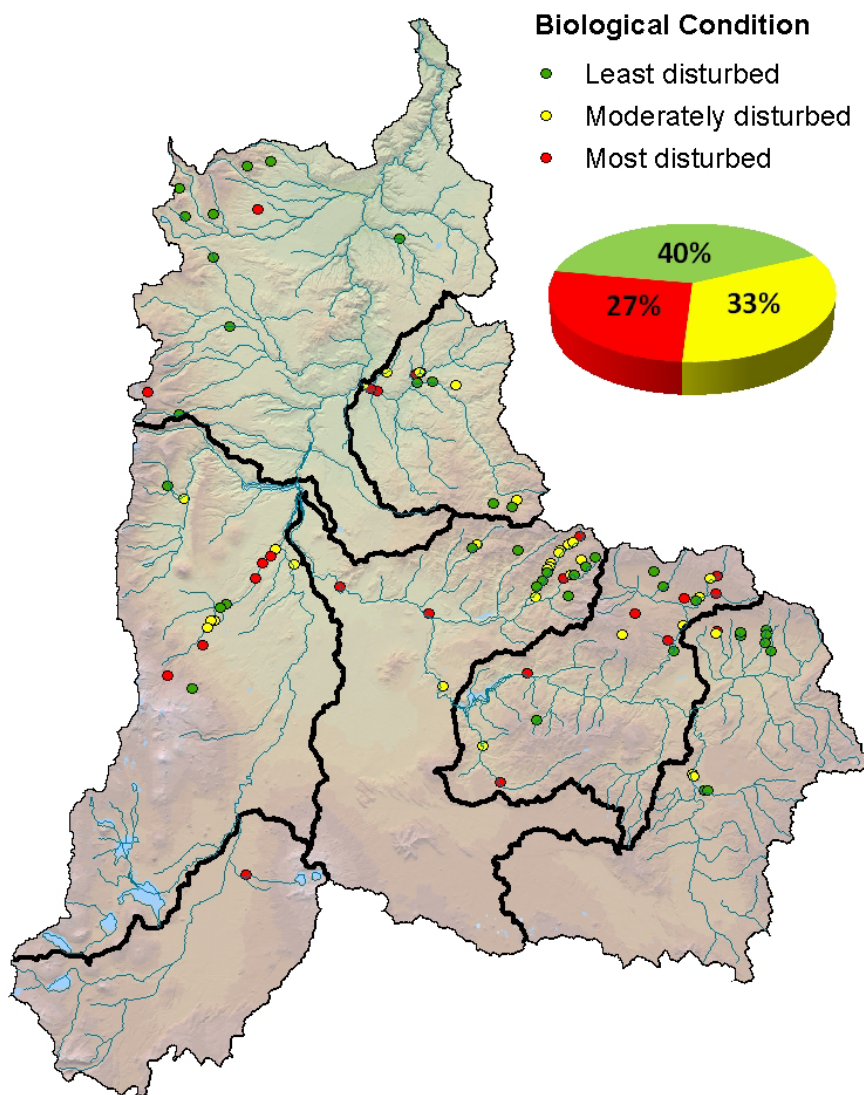 Biological Condition
Least disturbed
Moderately disturbed
Most disturbed
40%
27%
33%